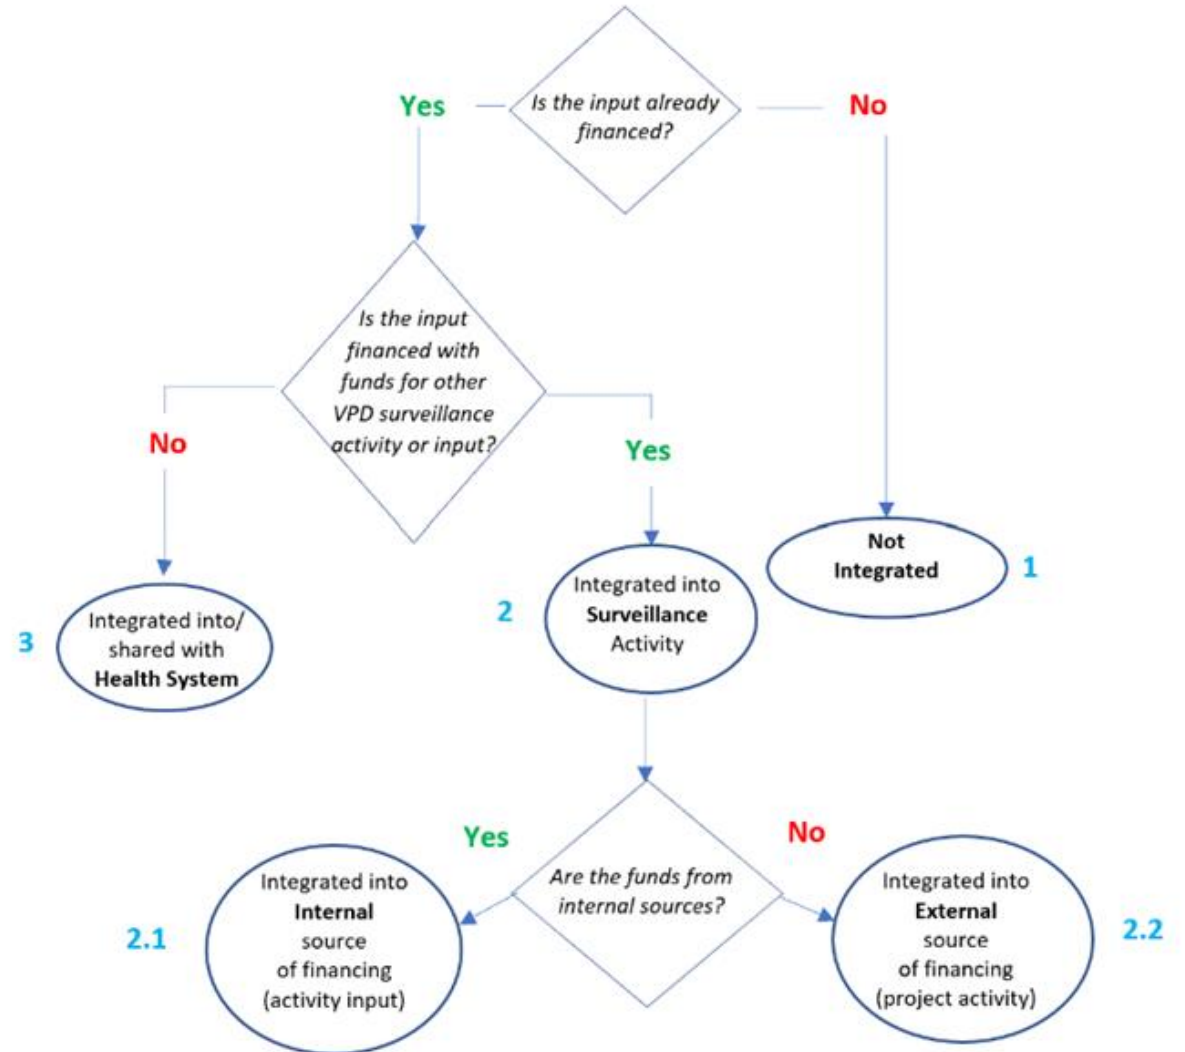 Is the input already
financed?
Yes
No
Is the input
financed with
funds for other
VPD surveillance
activity or input?
No
Yes
Not
Integrated
1
Integrated into
Surveillance
Activity
2
Integrated into/
shared with
Health System
3
Yes
No
Are the funds from
internal sources?
Integrated into
Internal
source
of financing
(activity input)
2.1
Integrated into
External
source
of financing
(project activity)
2.2